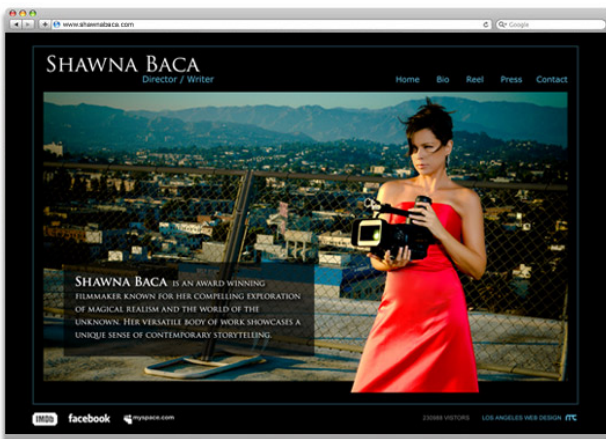 www.shawnabaca.com
Google
SHAWNA BACA
Director / Writer
Home Bio Reel Press Contact
SHAWNA BACA IS AN AWARD WINNING
FILMMAKER KNOWN FOR HER COMPELLING EXPLORATION
OF MAGICAL REALISM AND THE WORLD OF THE
UNKNOWN. HER VERSATILE BODY OF WORK SHOWCASES A
UNIQUE SENSE OF CONTEMPORARY STORYTELLING.
IMDb facebook myspace.com
230088 VISTORS LOS ANGELES WEB DESIGN